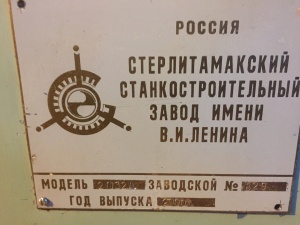 РОССИЯ
СТЕРЛИТАМАКСКИЙ
СТАНКОСТРОИТЕЛЬНЫЙ
ЗАВОД ИМЕНИ
В.И.ЛЕНИНА
МОДЕЛЬ ЗАВОДСКОЙ №
ГОД ВЫПУСКА